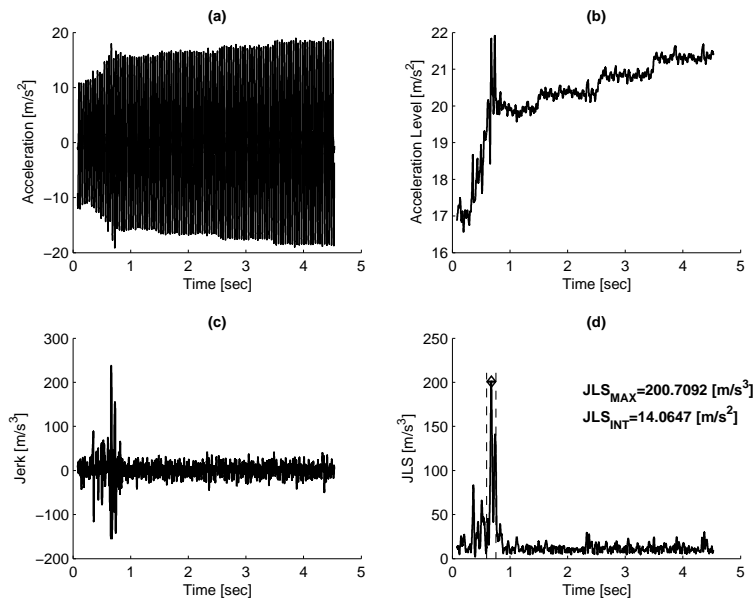 (a)
20
10
0
−10
−20
0 1 2 3 4 5
Acceleration [m/s²]
Time [sec]
(b)
22
21
20
19
18
17
16
0 1 2 3 4 5
Acceleration Level [m/s²]
Time [sec]
(c)
300
200
100
0
−100
−200
0 1 2 3 4 5
Jerk [m/s³]
Time [sec]
(d)
250
200
150
100
50
0
0 1 2 3 4 5
JLS [m/s³]
Time [sec]
JLS_MAX=200.7092 [m/s³]
JLS_INT=14.0647 [m/s²]